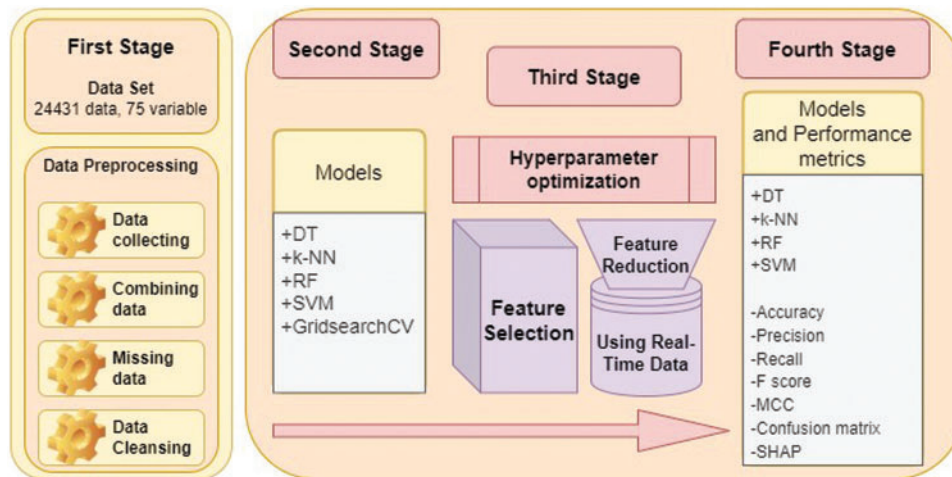 First Stage
Data Set
24431 data, 75 variable
Data Preprocessing
Data
collecting
Combining
data
Missing
data
Data
Cleansing
Second Stage
Models
+DT
+k-NN
+RF
+SVM
+GridsearchCV
Third Stage
Hyperparameter
optimization
Feature
Selection
Feature
Reduction
Using Real-
Time Data
Fourth Stage
Models
and Performance
metrics
+DT
+k-NN
+RF
+SVM
-Accuracy
-Precision
-Recall
-F score
-MCC
-Confusion matrix
-SHAP